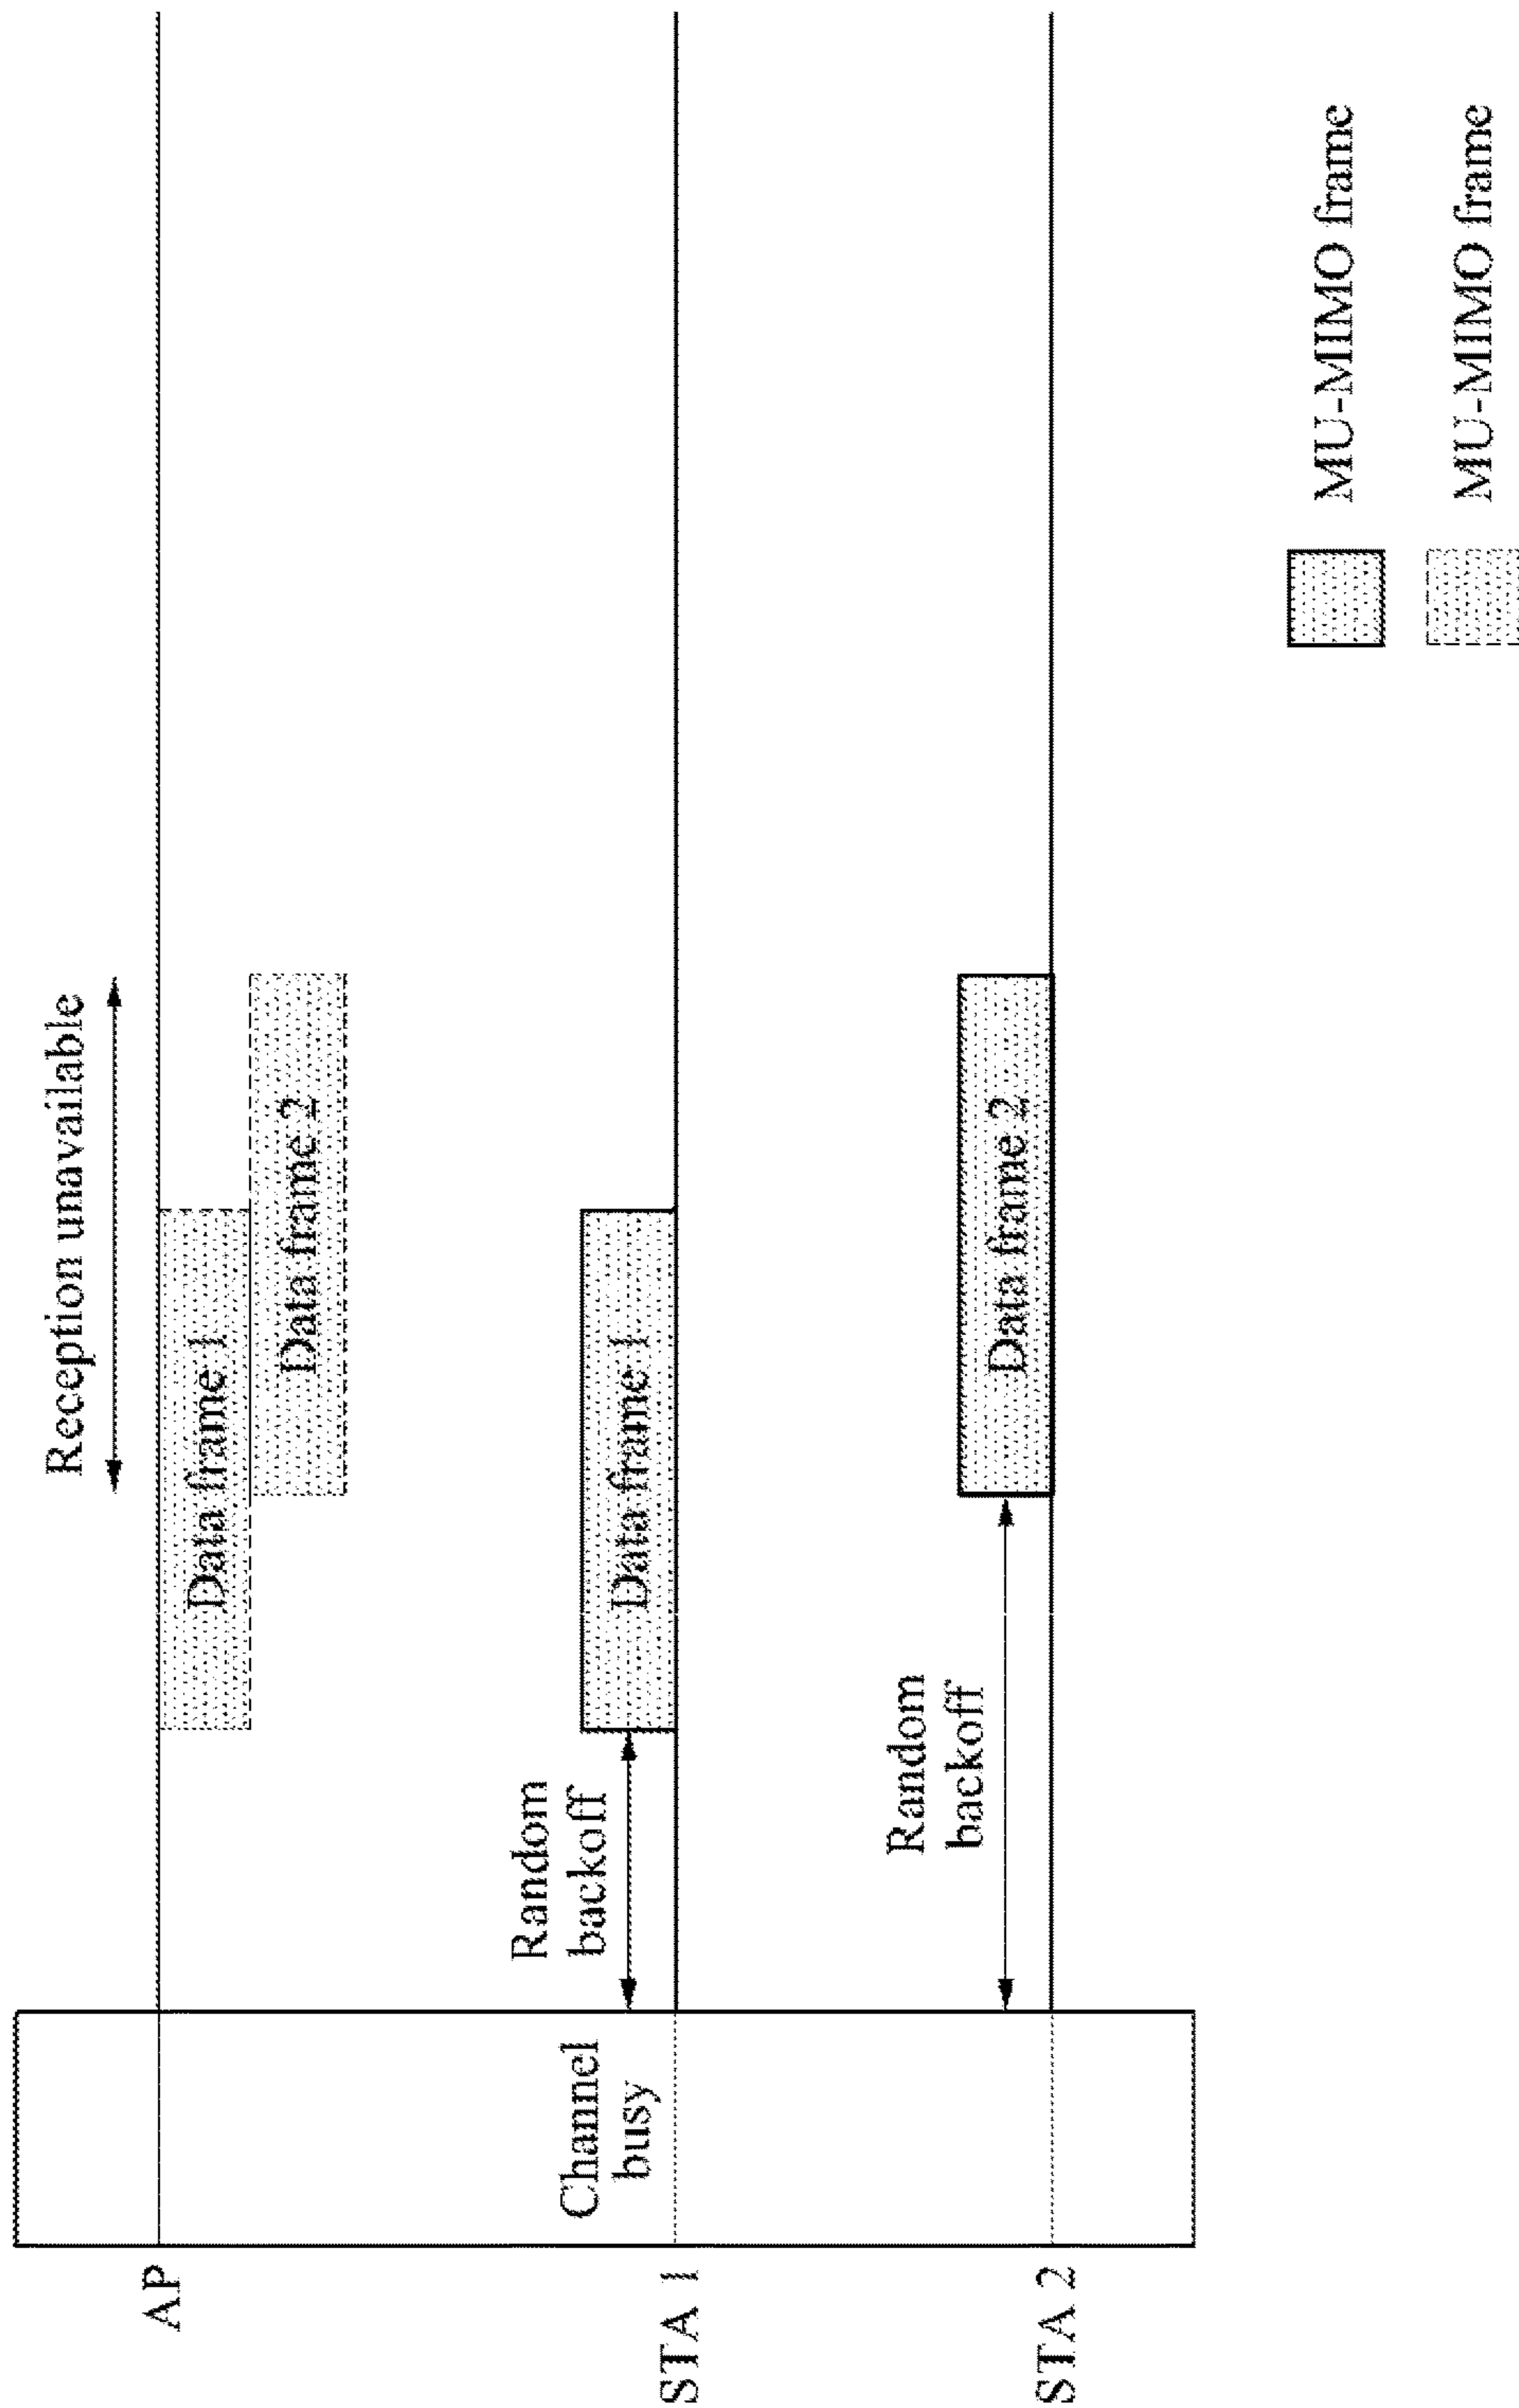 Reception unavailable
AP
Data frame 1
Data frame 2
Channel
busy
Random
backoff
STA 1
Data frame 1
Random
backoff
STA 2
Data frame 2
MU-MIMO frame
MU-MIMO frame